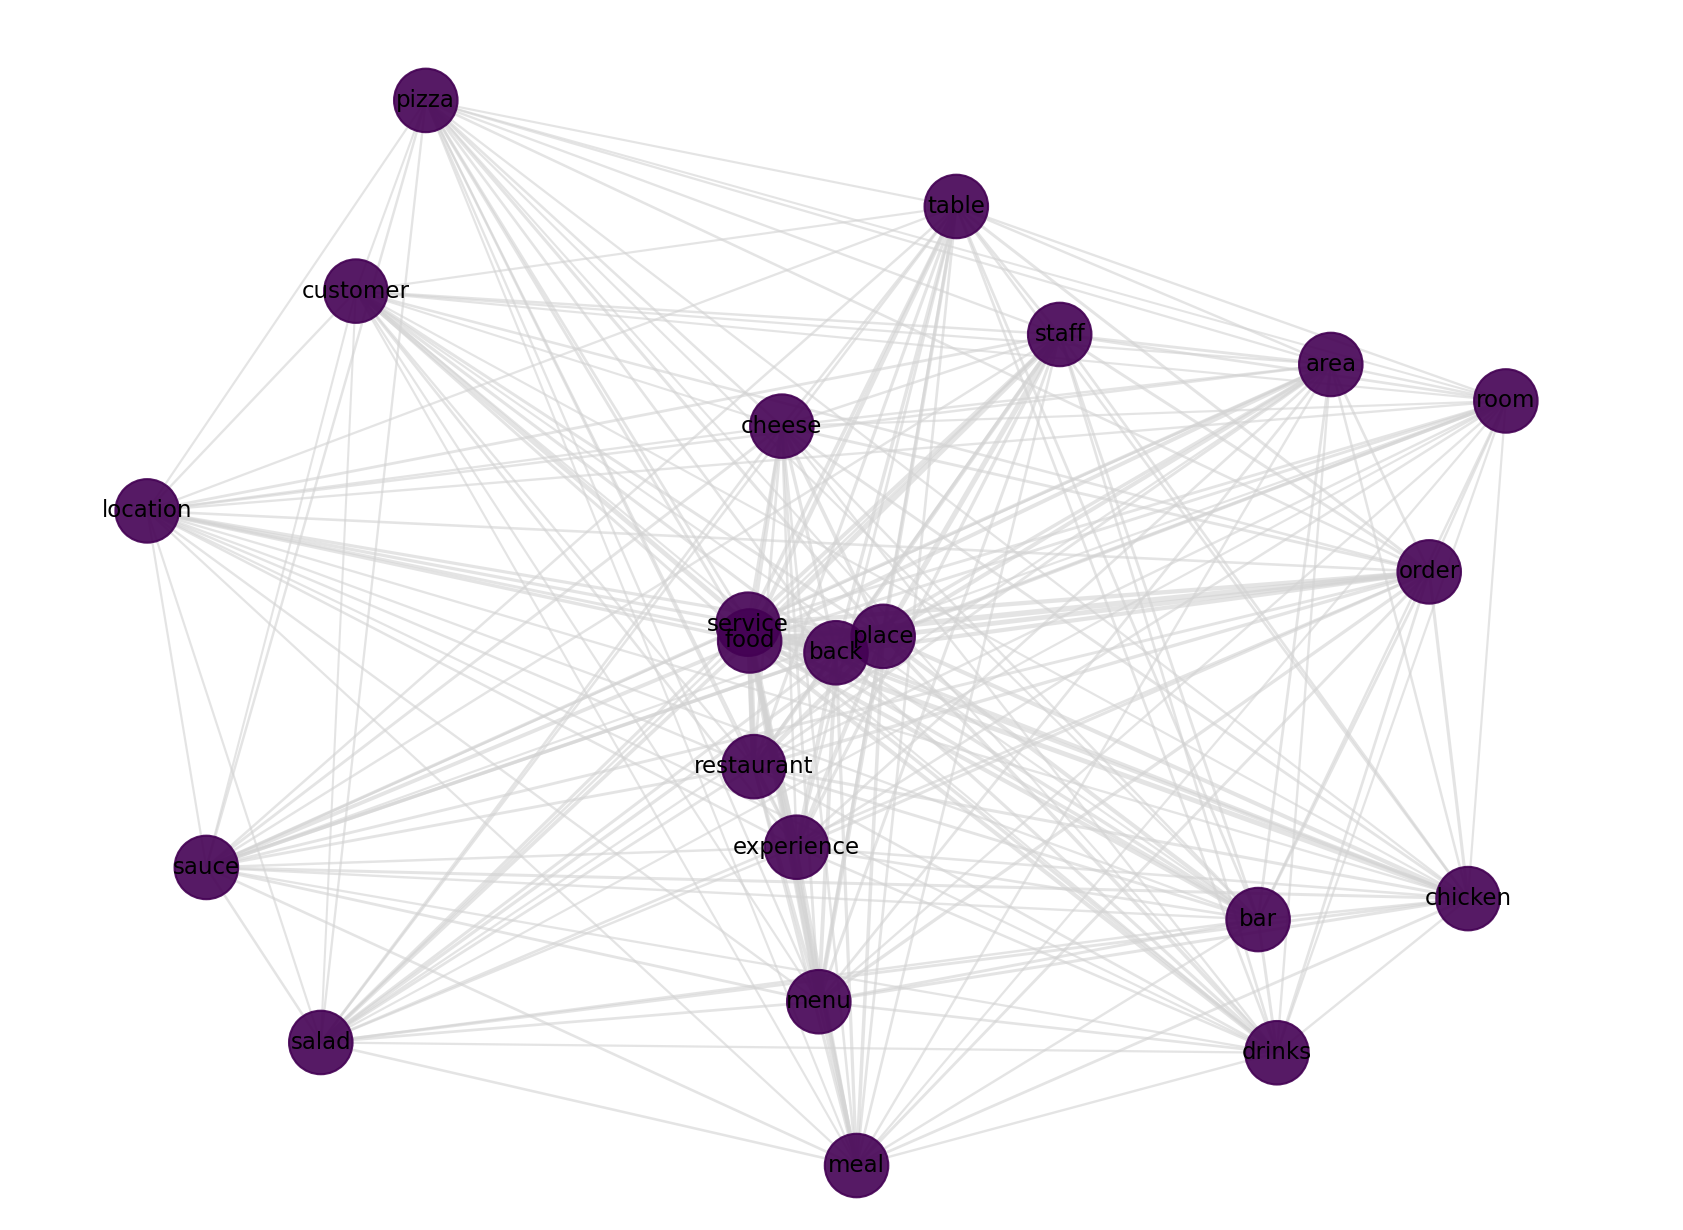 pizza
table
customer
staff
area
room
cheese
location
order
service
food
place
back
restaurant
experience
sauce
chicken
bar
menu
salad
drinks
meal